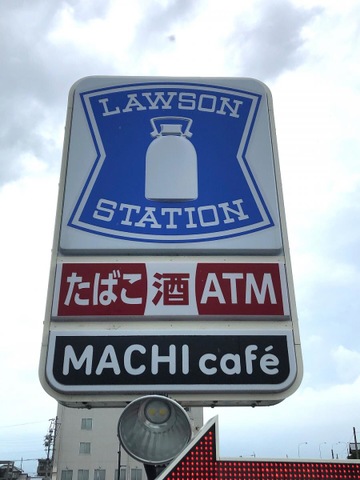 LAWSON
STATION
たばこ 酒 ATM
MACHI café